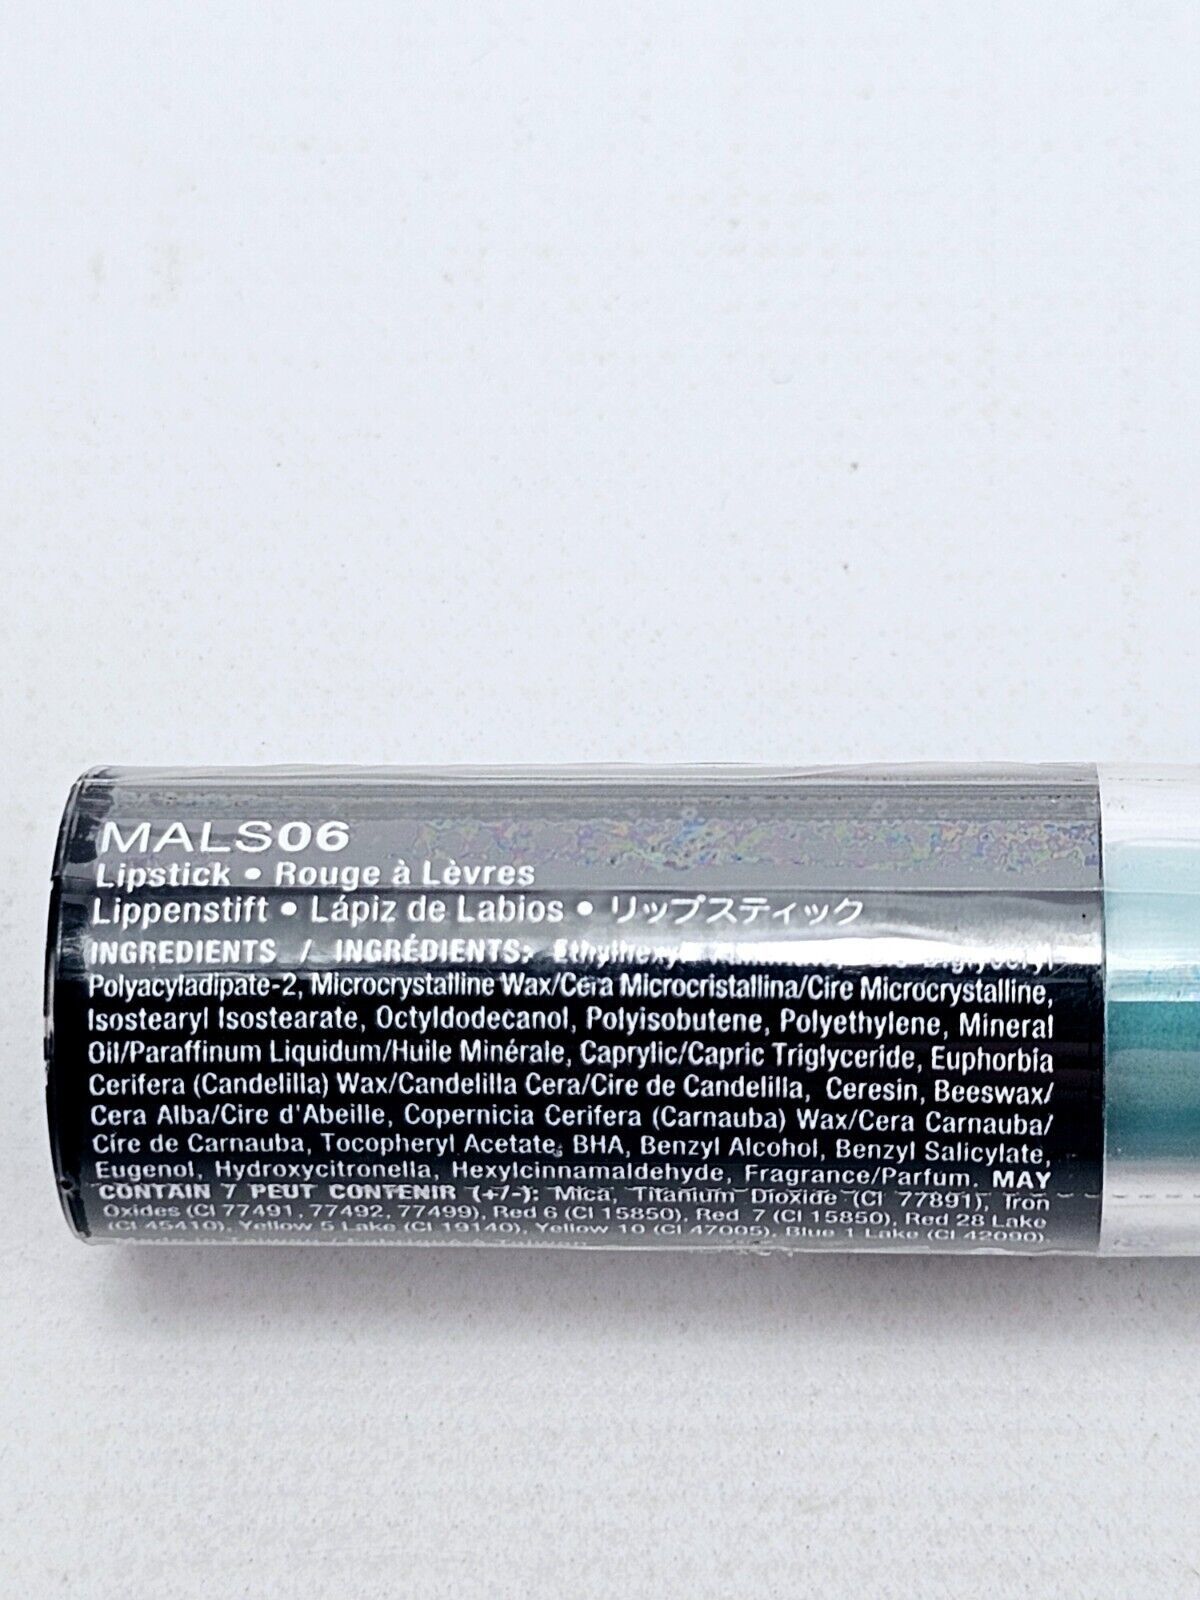 MALS06
Lipstick • Rouge à Lèvres
Lippenstift • Lápiz de Labios • リップスティック
INGREDIENTS / INGRÉDIENTS:
Polyacyladipate-2, Microcrystalline Wax/Cera Microcristallina/Cire Microcrystalline,
Isostearyl Isostearate, Octyldodecanol, Polyisobutene, Polyethylene, Mineral
Oil/Paraffinum Liquidum/Huile Minérale, Caprylic/Capric Triglyceride, Euphorbia
Cerifera (Candelilla) Wax/Candelilla Cera/Cire de Candelilla, Ceresin, Beeswax/
Cera Alba/Cire d'Abeille, Copernicia Cerifera (Carnauba) Wax/Cera Carnauba/
Cire de Carnauba, Tocopheryl Acetate, BHA, Benzyl Alcohol, Benzyl Salicylate,
Eugenol, Hydroxycitronella, Hexylcinnamaldehyde, Fragrance/Parfum. MAY
CONTAIN / PEUT CONTENIR (+/-): Mica, Titanium Dioxide (CI 77891), Iron
Oxides (CI 77491, 77492, 77499), Red 6 (CI 15850), Red 7 (CI 15850), Red 28 Lake
(CI 45410), Yellow 5 Lake (CI 19140), Yellow 10 (CI 47005), Blue 1 Lake (CI 42090).